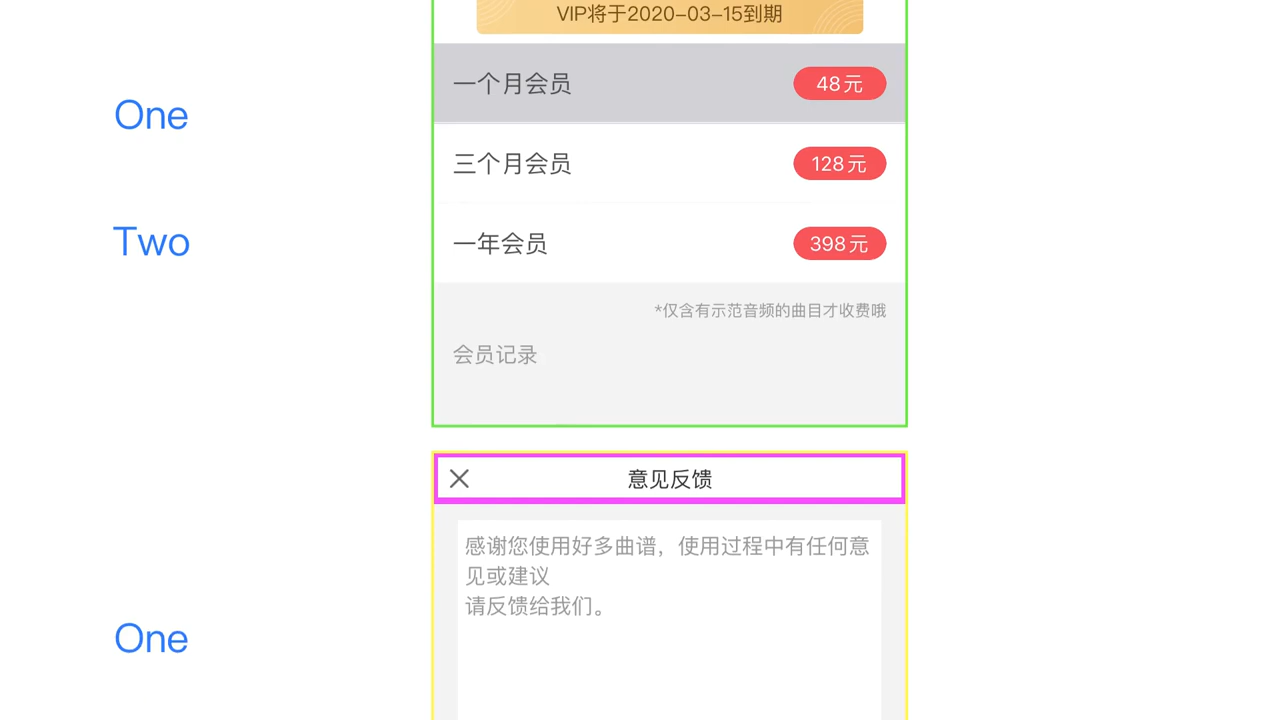 VIP将于2020-03-15到期
一个月会员 48元
One
三个月会员 128元
Two
一年会员 398元
*仅含有示范音频的曲目才收费哦
会员记录
意见反馈
感谢您使用好多曲谱，使用过程中有任何意
见或建议
请反馈给我们。
One